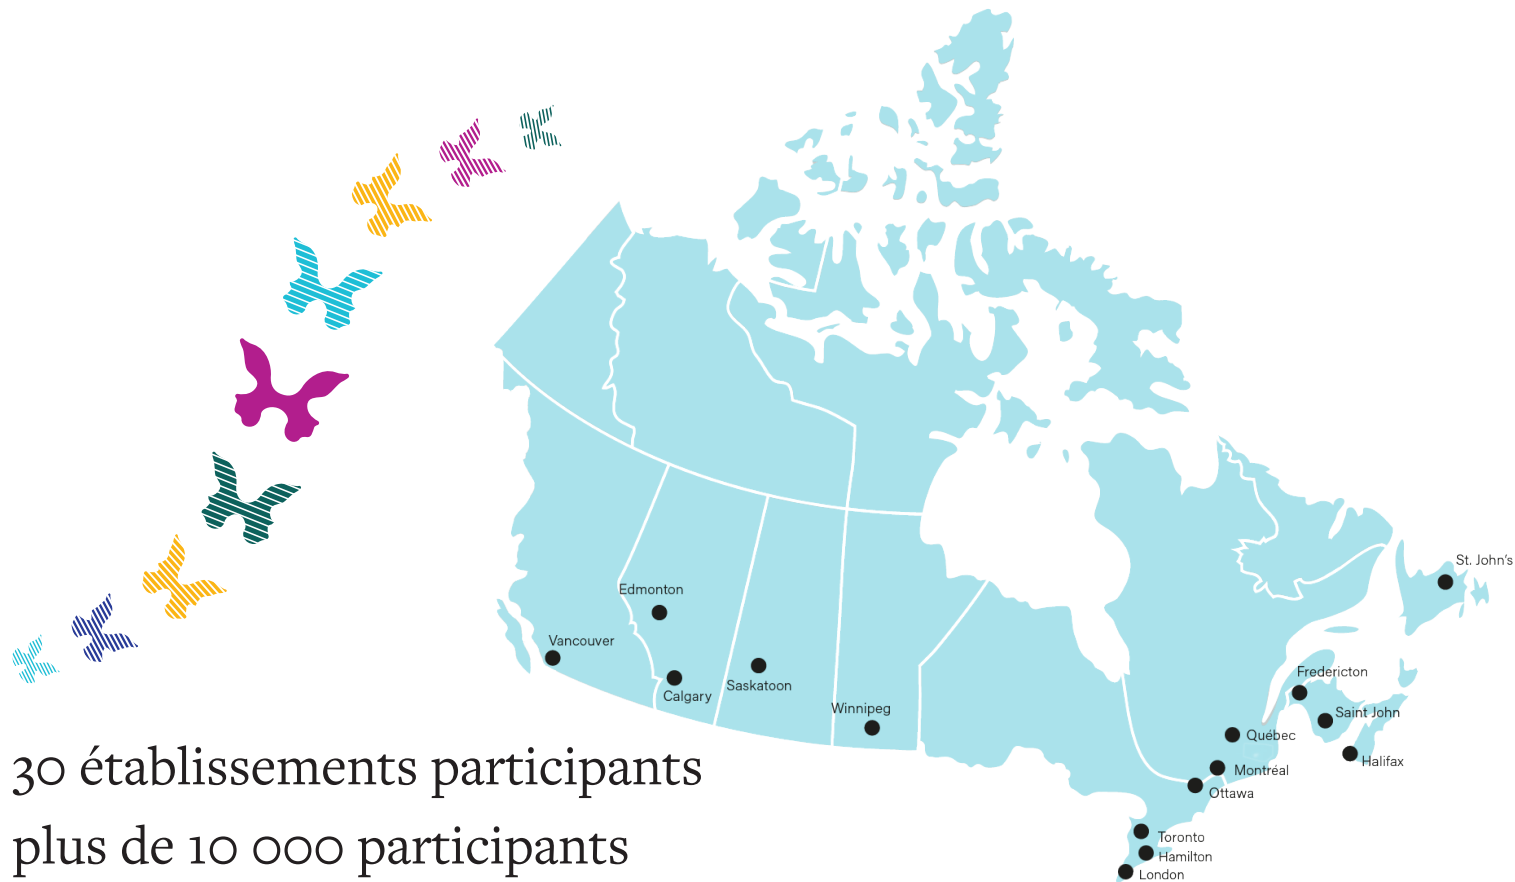 St. John's
Edmonton
Vancouver
Calgary
Saskatoon
Winnipeg
Fredericton
Saint John
Québec
Halifax
Montréal
Ottawa
Toronto
Hamilton
London
30 établissements participants
plus de 10 000 participants